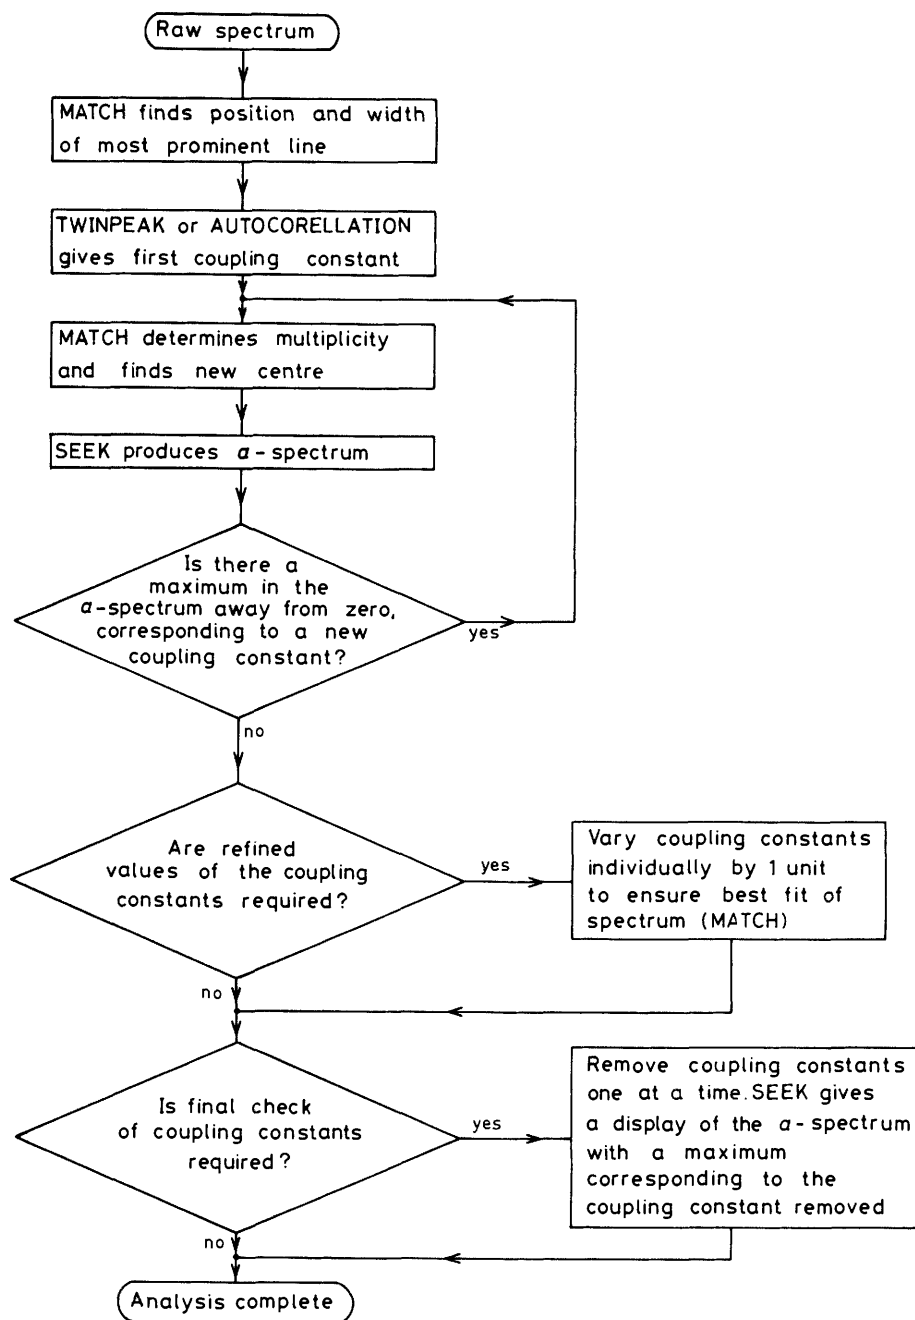 Raw spectrum
MATCH finds position and width
of most prominent line
TWINPEAK or AUTOCORELLATION
gives first coupling constant
MATCH determines multiplicity
and finds new centre
SEEK produces a-spectrum
Is there a
maximum in the
a-spectrum away from zero,
corresponding to a new
coupling constant?
yes
no
Are refined
values of the coupling
constants required?
yes
Vary coupling constants
individually by 1 unit
to ensure best fit of
spectrum (MATCH)
no
Is final check
of coupling constants
required?
yes
Remove coupling constants
one at a time. SEEK gives
a display of the a-spectrum
with a maximum
corresponding to the
coupling constant removed
no
Analysis complete